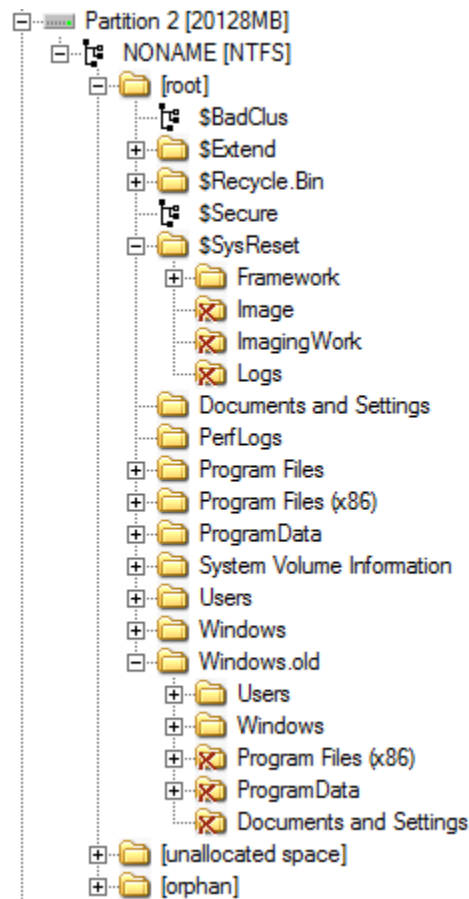 Partition 2 [20128MB]
NONAME [NTFS]
[root]
$BadClus
$Extend
$Recycle.Bin
$Secure
$SysReset
Framework
Image
ImagingWork
Logs
Documents and Settings
PerfLogs
Program Files
Program Files (x86)
ProgramData
System Volume Information
Users
Windows
Windows.old
Users
Windows
Program Files (x86)
ProgramData
Documents and Settings
[unallocated space]
[orphan]